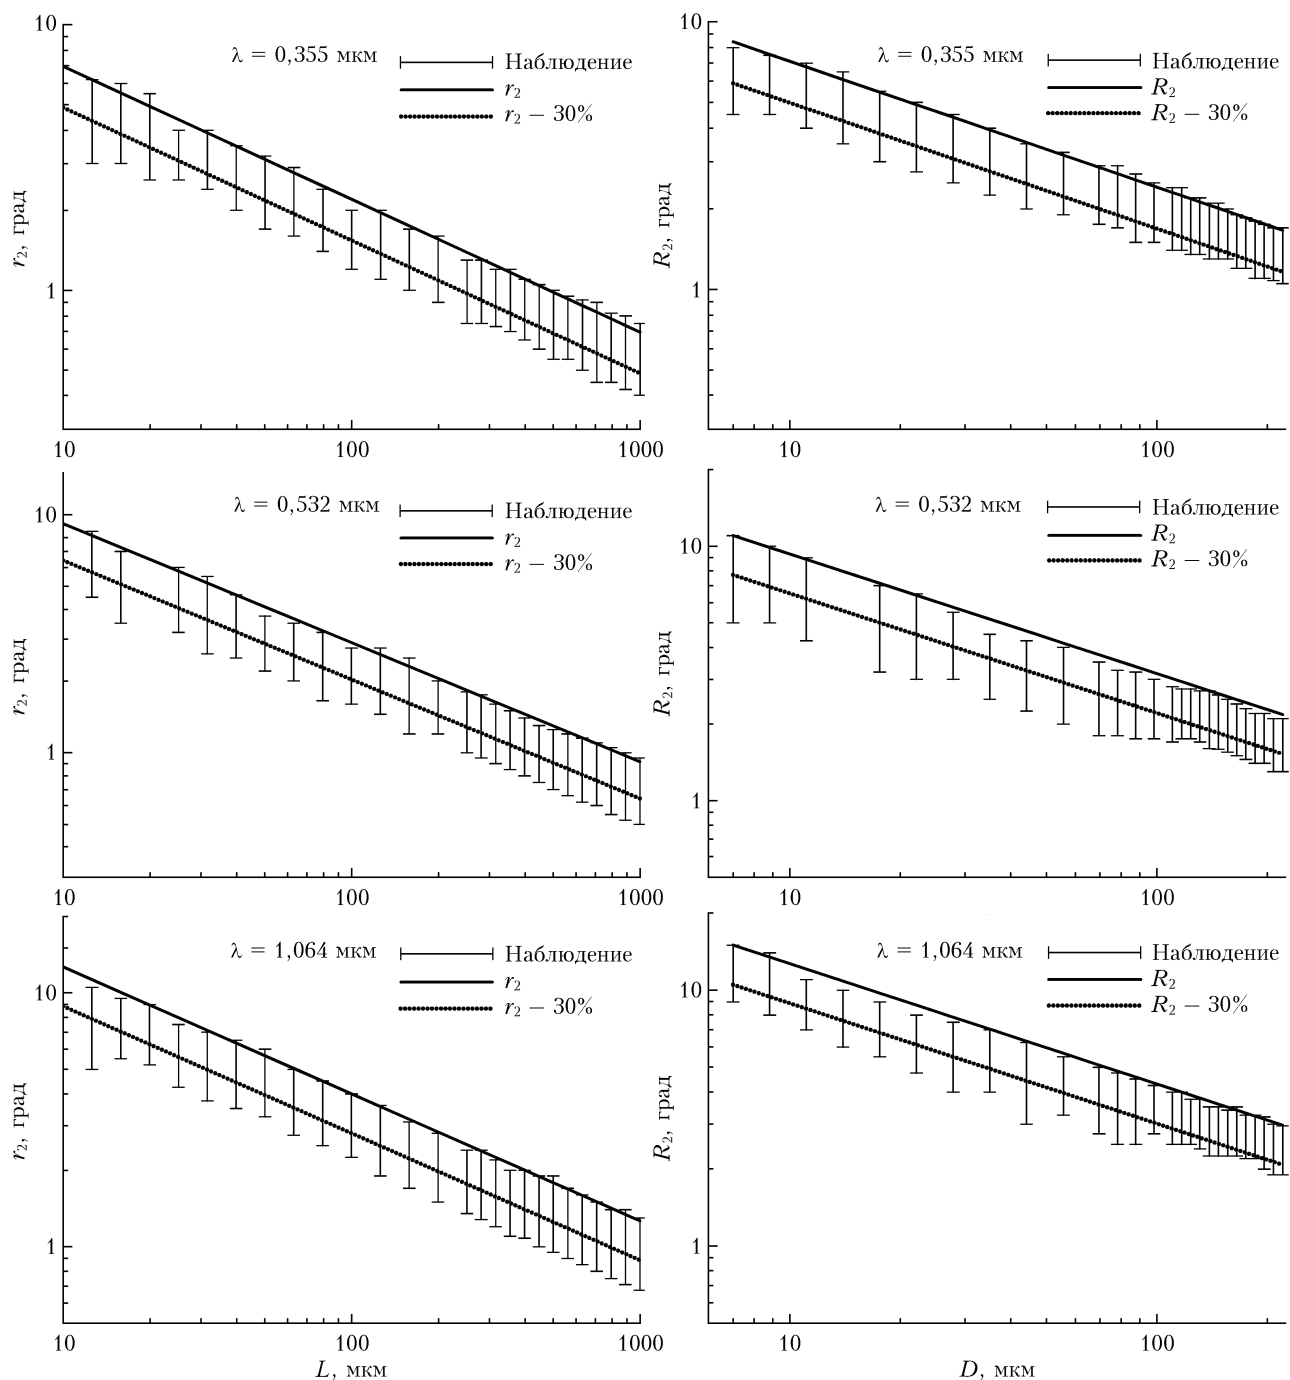 10
λ = 0,355 мкм
Наблюдение
r₂
r₂ − 30%
r₂, град
1
10
100
1000
10
λ = 0,355 мкм
Наблюдение
R₂
R₂ − 30%
R₂, град
1
10
100
λ = 0,532 мкм
Наблюдение
r₂
r₂ − 30%
10
r₂, град
1
10
100
1000
λ = 0,532 мкм
Наблюдение
R₂
R₂ − 30%
10
R₂, град
1
10
100
λ = 1,064 мкм
Наблюдение
r₂
r₂ − 30%
10
r₂, град
1
10
100
1000
L, мкм
λ = 1,064 мкм
Наблюдение
R₂
R₂ − 30%
10
R₂, град
1
10
100
D, мкм